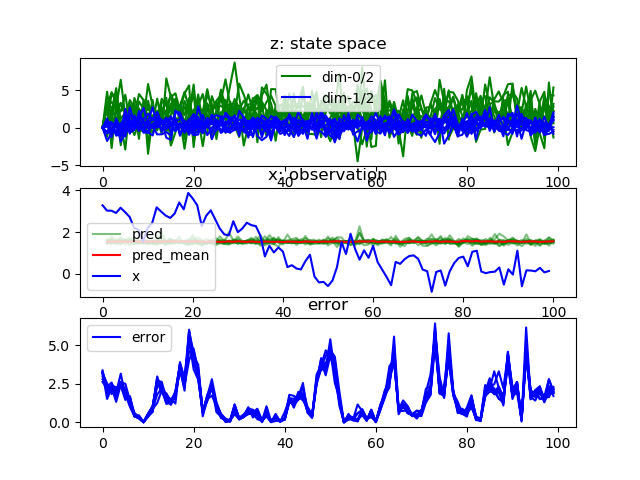 z: state space
5
0
−5
dim-0/2
dim-1/2
0 20 40 60 80 100
x: observation
4
2
0
pred
pred_mean
x
0 20 40 60 80 100
error
5.0
2.5
0.0
error
0 20 40 60 80 100